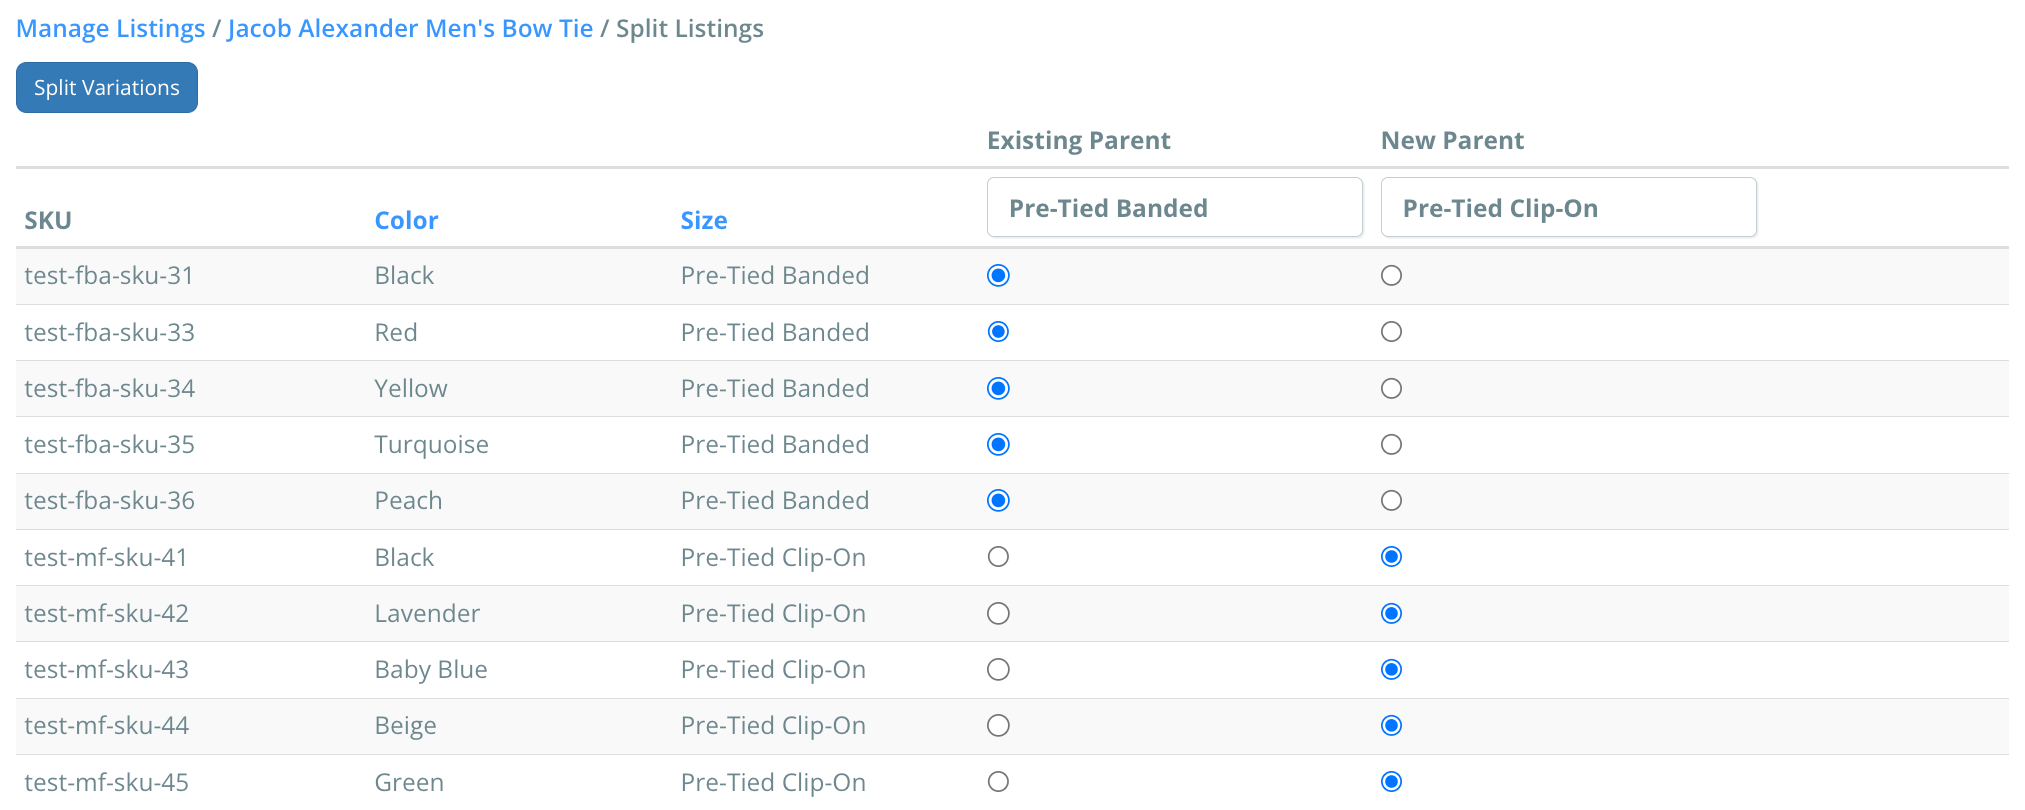 Manage Listings / Jacob Alexander Men's Bow Tie / Split Listings
Split Variations
Existing Parent New Parent
SKU Color Size Pre-Tied Banded Pre-Tied Clip-On
test-fba-sku-31 Black Pre-Tied Banded
test-fba-sku-33 Red Pre-Tied Banded
test-fba-sku-34 Yellow Pre-Tied Banded
test-fba-sku-35 Turquoise Pre-Tied Banded
test-fba-sku-36 Peach Pre-Tied Banded
test-mf-sku-41 Black Pre-Tied Clip-On
test-mf-sku-42 Lavender Pre-Tied Clip-On
test-mf-sku-43 Baby Blue Pre-Tied Clip-On
test-mf-sku-44 Beige Pre-Tied Clip-On
test-mf-sku-45 Green Pre-Tied Clip-On